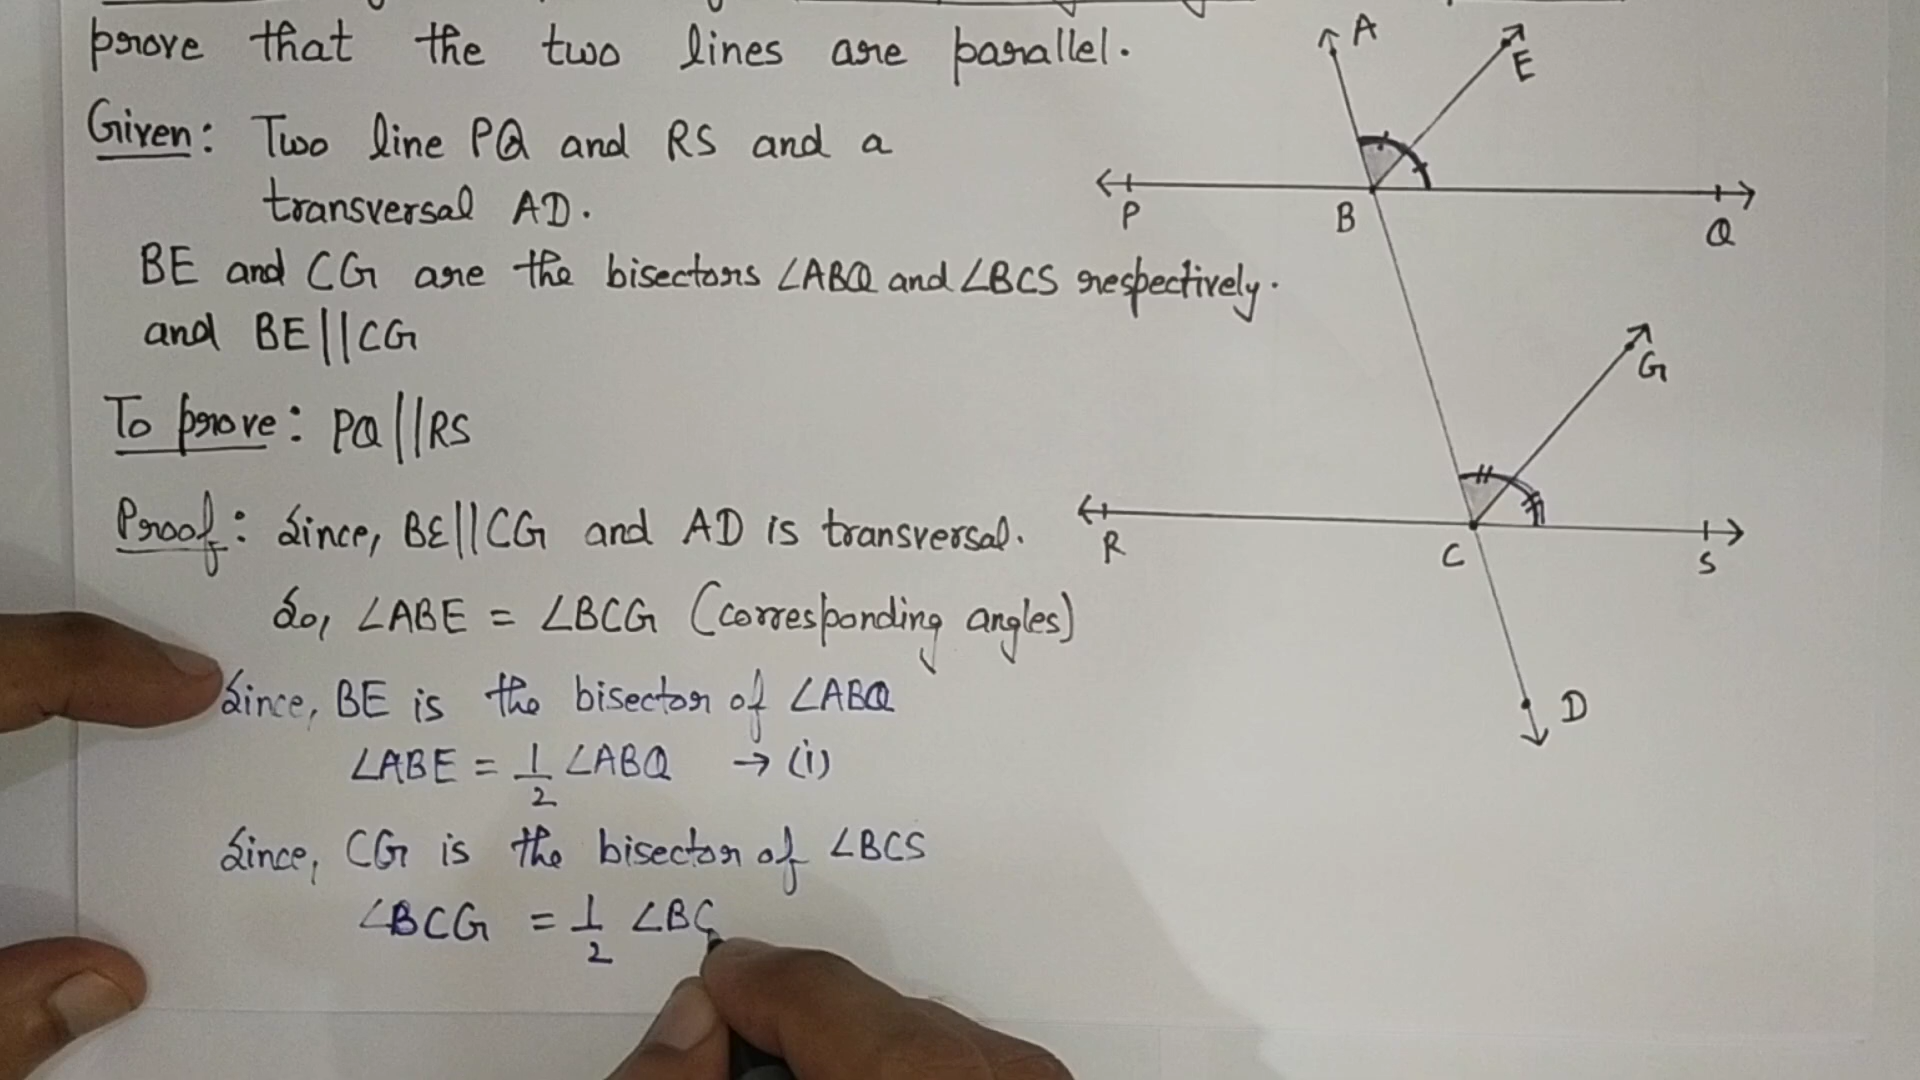 prove that the two lines are parallel.
Given: Two line PQ and RS and a
transversal AD.
BE and CG are the bisectors ∠ABQ and ∠BCS respectively.
and BE||CG
To prove: PQ||RS
Proof: Since, BE||CG and AD is transversal.
So, ∠ABE = ∠BCG (corresponding angles)
Since, BE is the bisector of ∠ABQ
∠ABE = 1/2 ∠ABQ → (i)
Since, CG is the bisector of ∠BCS
∠BCG = 1/2 ∠BC
A
E
P
B
Q
G
R
C
S
D